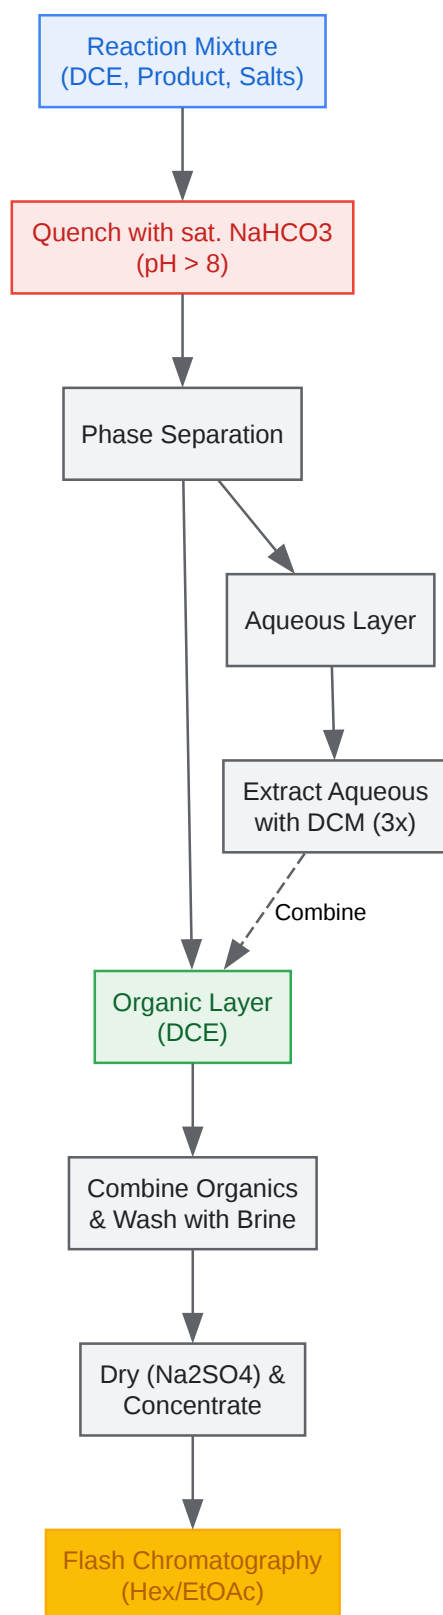 Reaction Mixture
(DCE, Product, Salts)
Quench with sat. NaHCO3
(pH > 8)
Phase Separation
Aqueous Layer
Extract Aqueous
with DCM (3x)
Combine
Organic Layer
(DCE)
Combine Organics
& Wash with Brine
Dry (Na2SO4) &
Concentrate
Flash Chromatography
(Hex/EtOAc)